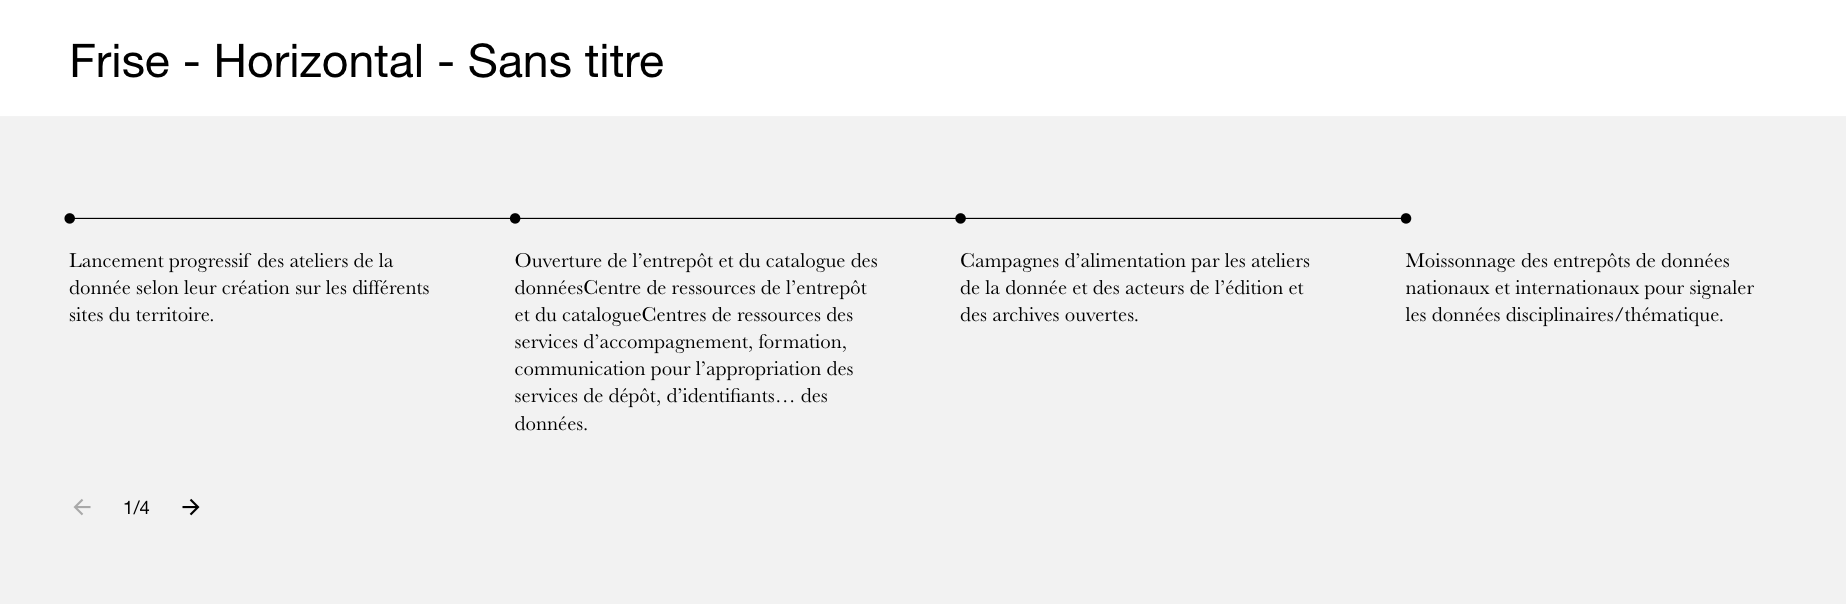 Frise - Horizontal - Sans titre
Lancement progressif des ateliers de la
donnée selon leur création sur les différents
sites du territoire.
Ouverture de l’entrepôt et du catalogue des
donnéesCentre de ressources de l’entrepôt
et du catalogueCentres de ressources des
services d’accompagnement, formation,
communication pour l’appropriation des
services de dépôt, d’identifiants… des
données.
Campagnes d’alimentation par les ateliers
de la donnée et des acteurs de l’édition et
des archives ouvertes.
Moissonnage des entrepôts de données
nationaux et internationaux pour signaler
les données disciplinaires/thématique.
← 1/4 →